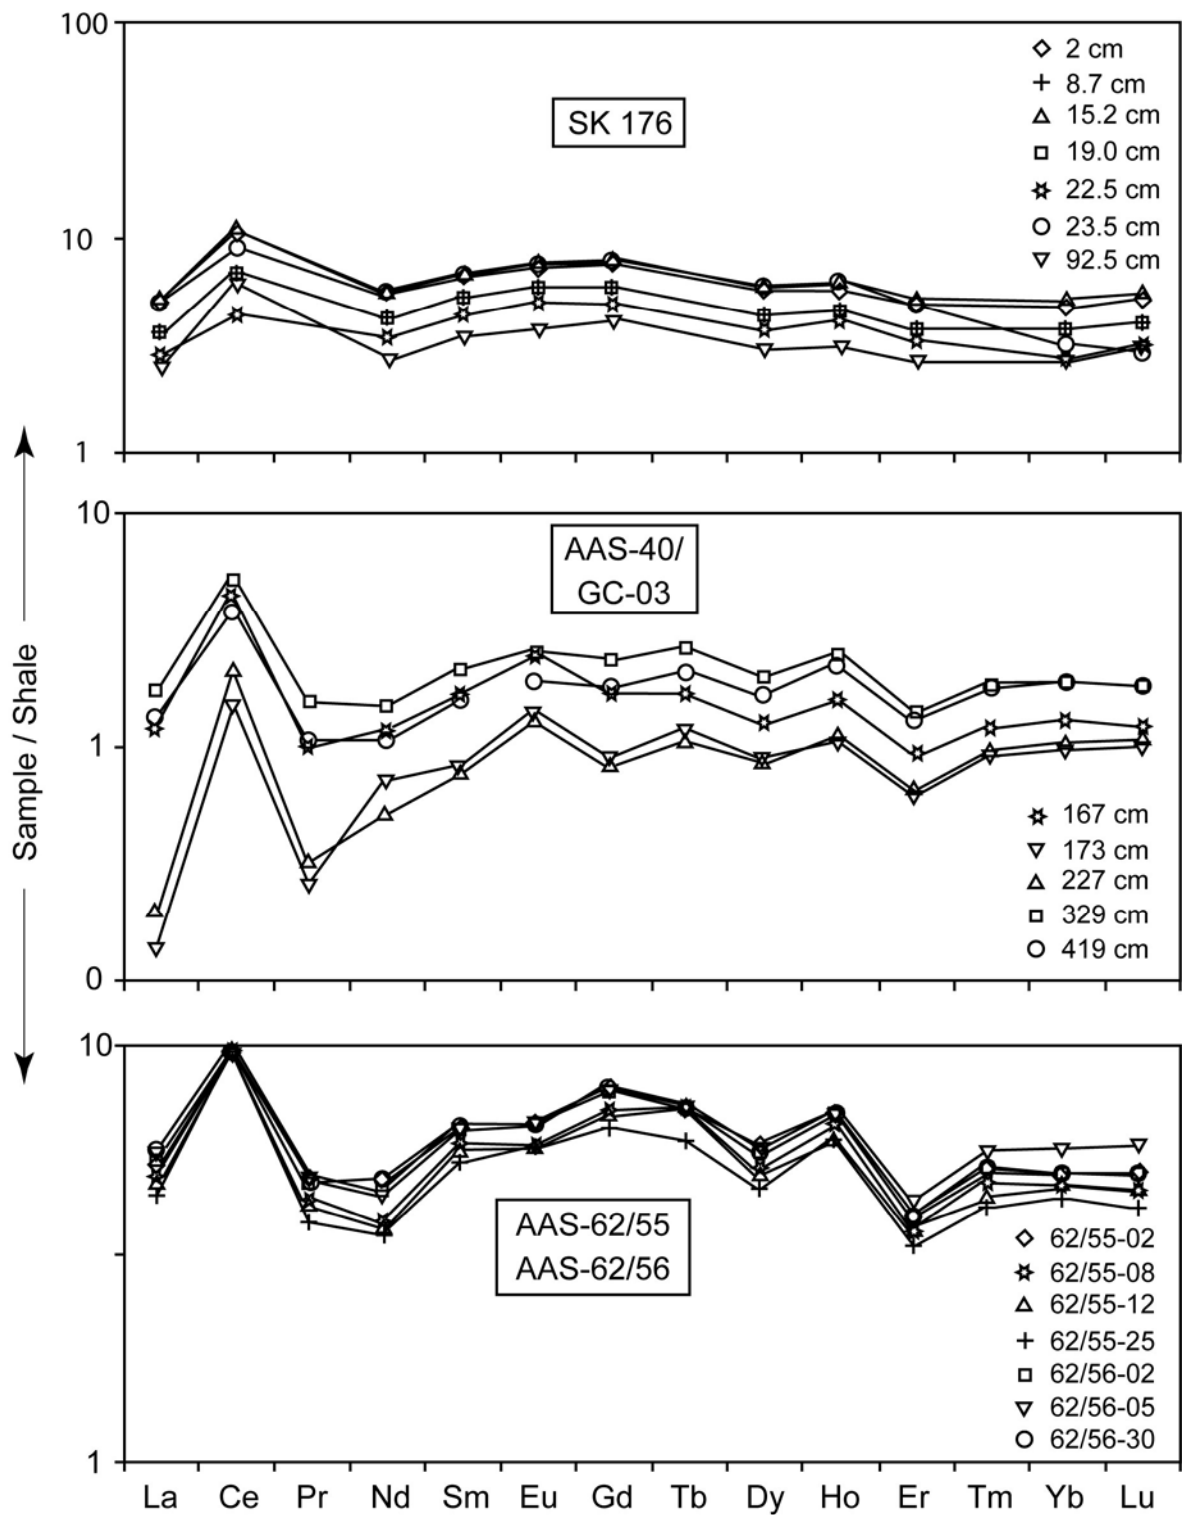 100
10
1
SK 176
2 cm
8.7 cm
15.2 cm
19.0 cm
22.5 cm
23.5 cm
92.5 cm
Sample / Shale
10
1
0
AAS-40/
GC-03
167 cm
173 cm
227 cm
329 cm
419 cm
10
1
AAS-62/55
AAS-62/56
62/55-02
62/55-08
62/55-12
62/55-25
62/56-02
62/56-05
62/56-30
La Ce Pr Nd Sm Eu Gd Tb Dy Ho Er Tm Yb Lu